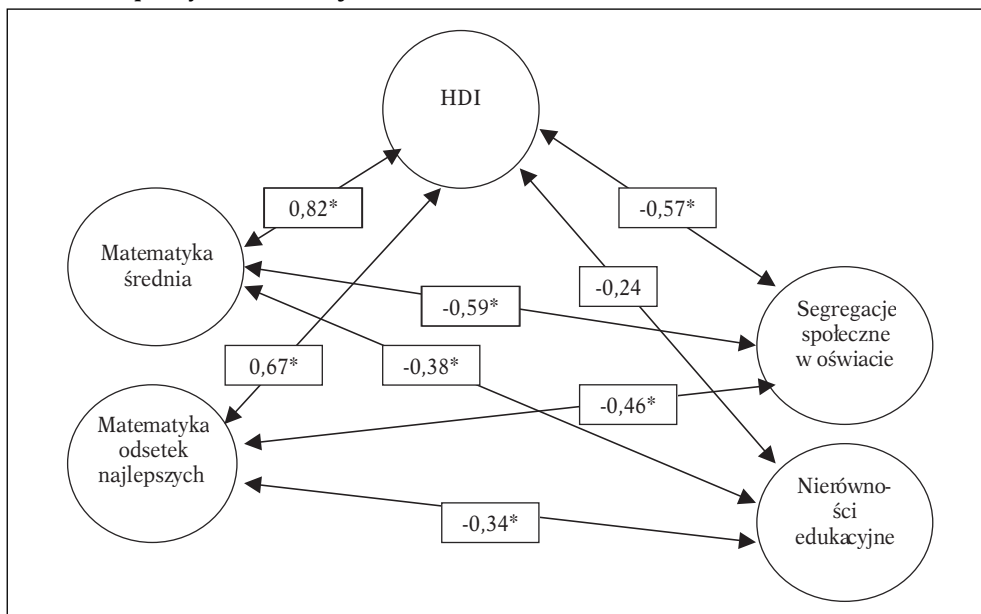 HDI
0,82*
-0,57*
Matematyka
średnia
-0,24
-0,59*
Segregacje
społeczne
w oświacie
0,67*
-0,38*
-0,46*
Matematyka
odsetek
najlepszych
Nierówno-
ści
edukacyjne
-0,34*